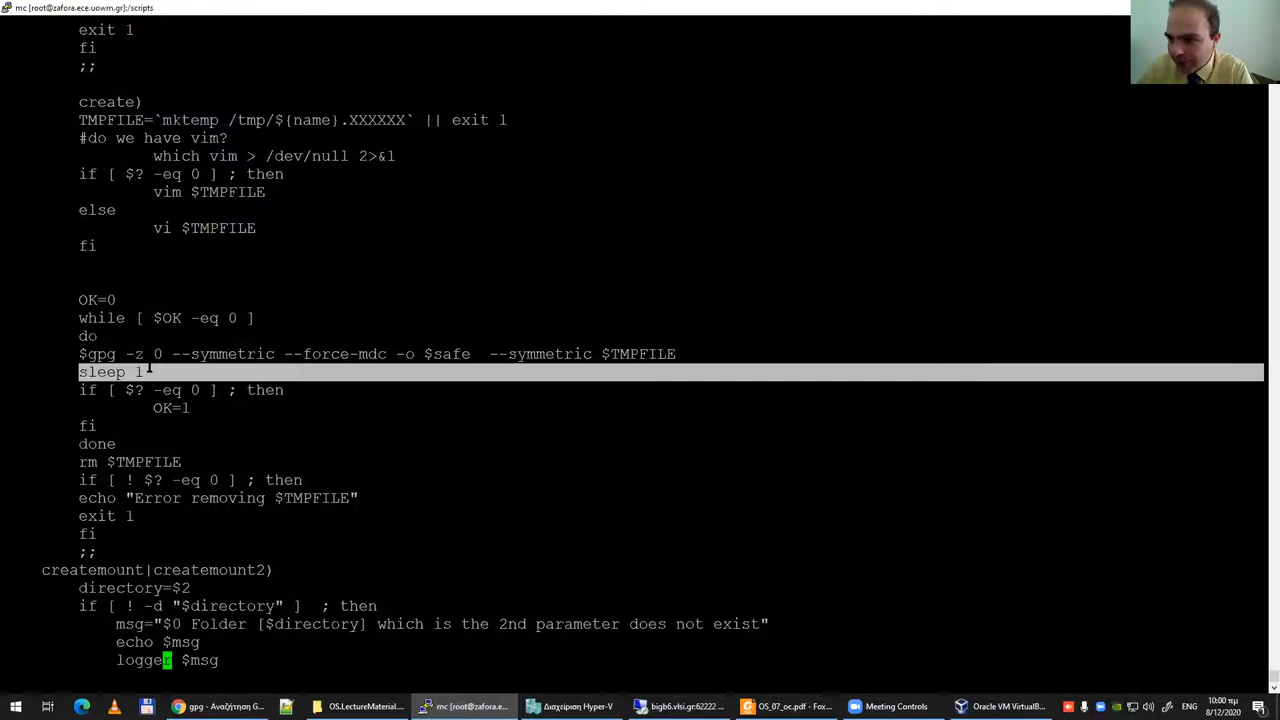 mc [root@zafora.ece.uowm.gr]:/scripts
exit 1
fi
;;
create)
TMPFILE=`mktemp /tmp/${name}.XXXXXX` || exit 1
#do we have vim?
which vim > /dev/null 2>&1
if [ $? -eq 0 ] ; then
vim $TMPFILE
else
vi $TMPFILE
fi
OK=0
while [ $OK -eq 0 ]
do
$gpg -z 0 --symmetric --force-mdc -o $safe  --symmetric $TMPFILE
sleep 1
if [ $? -eq 0 ] ; then
OK=1
fi
done
rm $TMPFILE
if [ ! $? -eq 0 ] ; then
echo "Error removing $TMPFILE"
exit 1
fi
;;
createmount|createmount2)
directory=$2
if [ ! -d "$directory" ]  ; then
msg="$0 Folder [$directory] which is the 2nd parameter does not exist"
echo $msg
logger $msg
gpg - Αναζήτηση G...
OS.LectureMaterial...
mc [root@zafora.e...
Διαχείριση Hyper-V
bigb6.vlsi.gr:62222 ...
OS_07_oc.pdf - Fox...
Meeting Controls
Oracle VM VirtualB...
ENG
10:00 πμ
8/12/2020